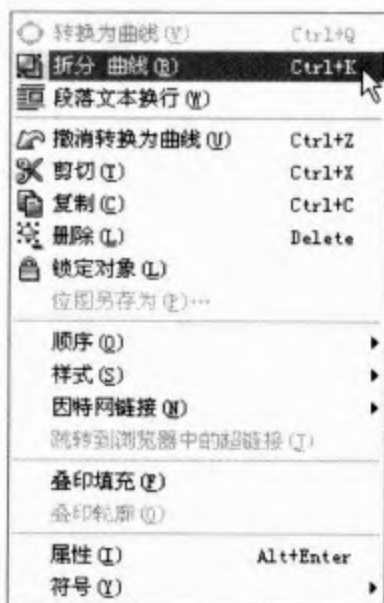 转换为曲线(V) Ctrl+Q
折分 曲线(B) Ctrl+K
段落文本换行(W)
撤消转换为曲线(U) Ctrl+Z
剪切(T) Ctrl+X
复制(C) Ctrl+C
删除(L) Delete
锁定对象(L)
位图另存为(P)…
顺序(O)
样式(S)
因特网链接(N)
跳转到浏览器中的超链接(J)
叠印填充(F)
叠印轮廓(O)
属性(I) Alt+Enter
符号(Y)